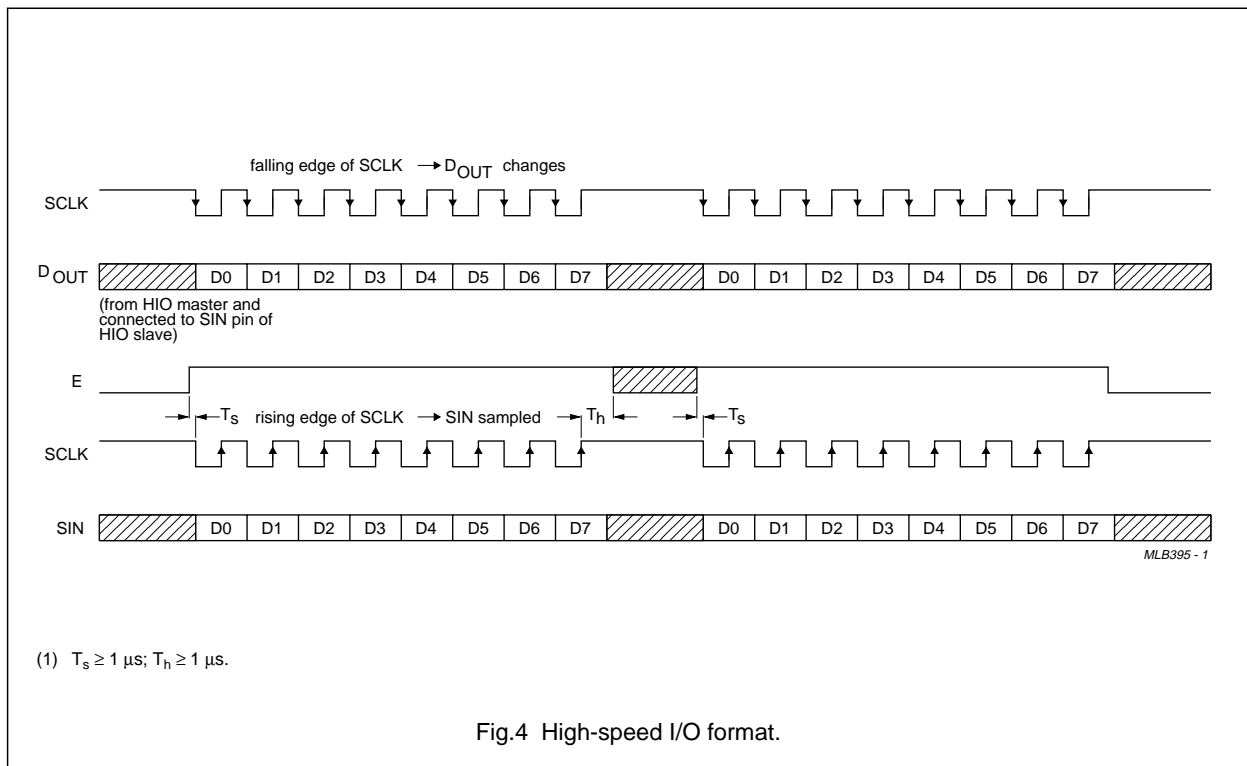 falling edge of SCLK → DOUT changes
SCLK
DOUT D0 D1 D2 D3 D4 D5 D6 D7 D0 D1 D2 D3 D4 D5 D6 D7
(from HIO master and
connected to SIN pin of
HIO slave)
E
Ts rising edge of SCLK → SIN sampled Th Ts
SCLK
SIN D0 D1 D2 D3 D4 D5 D6 D7 D0 D1 D2 D3 D4 D5 D6 D7
MLB395 - 1
(1) Ts ≥ 1 μs; Th ≥ 1 μs.
Fig.4 High-speed I/O format.